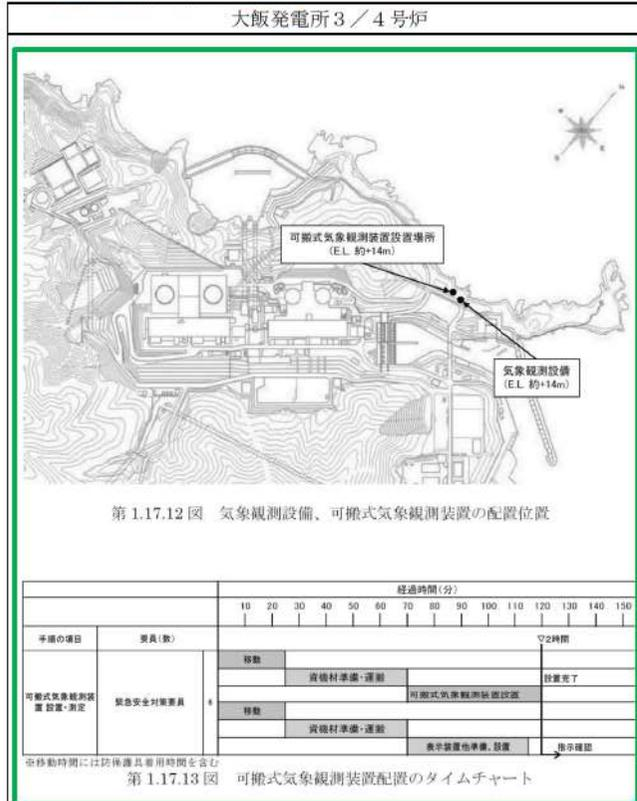 大飯発電所3/4号炉
N
E
S
可搬式気象観測装置設置場所
(E.L. 約+14m)
気象観測設備
(E.L. 約+14m)
第 1.17.12 図 気象観測設備、可搬式気象観測装置の配置位置
経過時間(分)
10 20 30 40 50 60 70 80 90 100 110 120 130 140 150
手順の項目 要員(数) ▽2時間
移動
資機材準備・運搬 設置完了
可搬式気象観測装置設置
可搬式気象観測装置 設置・測定 緊急安全対策要員 6
移動
資機材準備・運搬
表示装置他準備、設置 指示確認
※移動時間には防保護具着用時間を含む
第 1.17.13 図 可搬式気象観測装置配置のタイムチャート